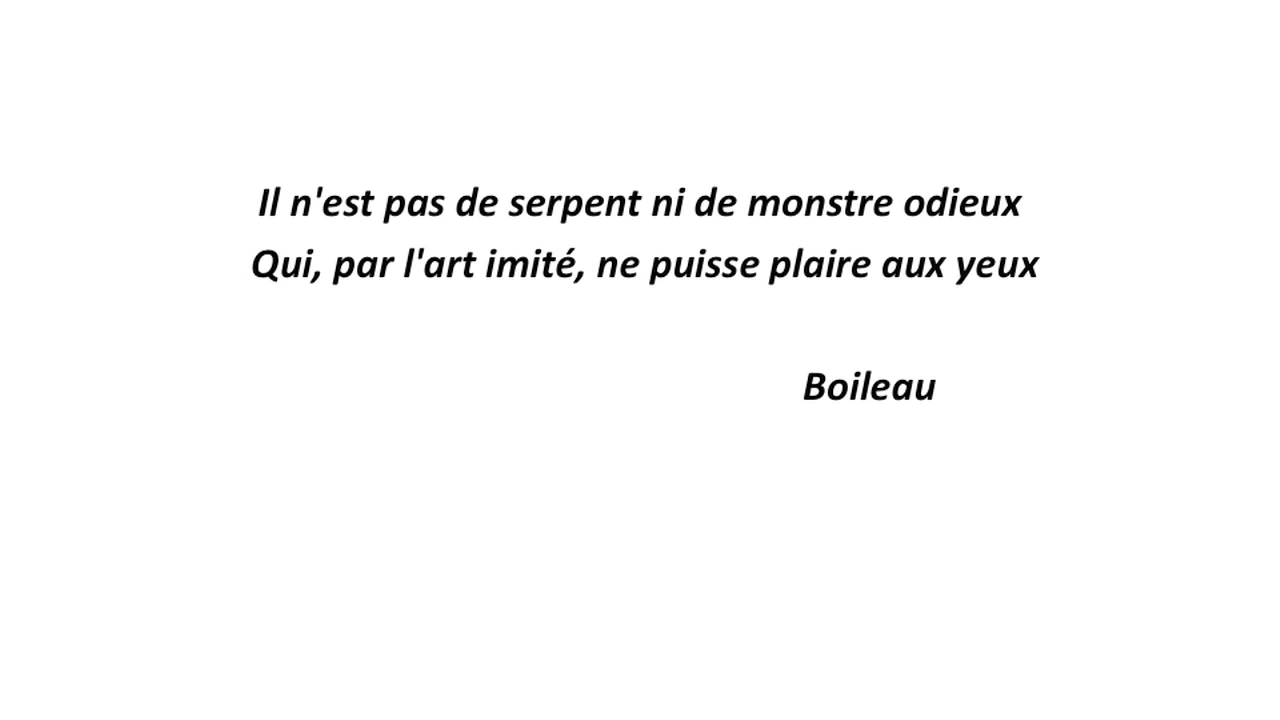 Il n'est pas de serpent ni de monstre odieux
Qui, par l'art imité, ne puisse plaire aux yeux
Boileau